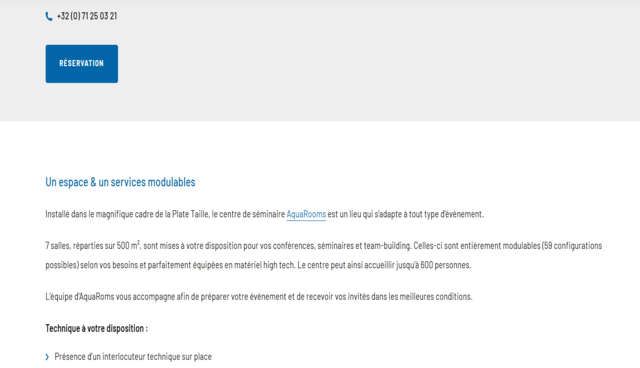 +32 (0) 71 25 03 21
RÉSERVATION
Un espace & un services modulables
Installé dans le magnifique cadre de la Plate Taille, le centre de séminaire AquaRooms est un lieu qui s'adapte à tout type d'évènement.
7 salles, réparties sur 500 m², sont mises à votre disposition pour vos conférences, séminaires et team-building. Celles-ci sont entièrement modulables (59 configurations
possibles) selon vos besoins et parfaitement équipées en matériel high tech. Le centre peut ainsi accueillir jusqu'à 600 personnes.
L'équipe d'AquaRoms vous accompagne afin de préparer votre évènement et de recevoir vos invités dans les meilleures conditions.
Technique à votre disposition :
Présence d'un interlocuteur technique sur place